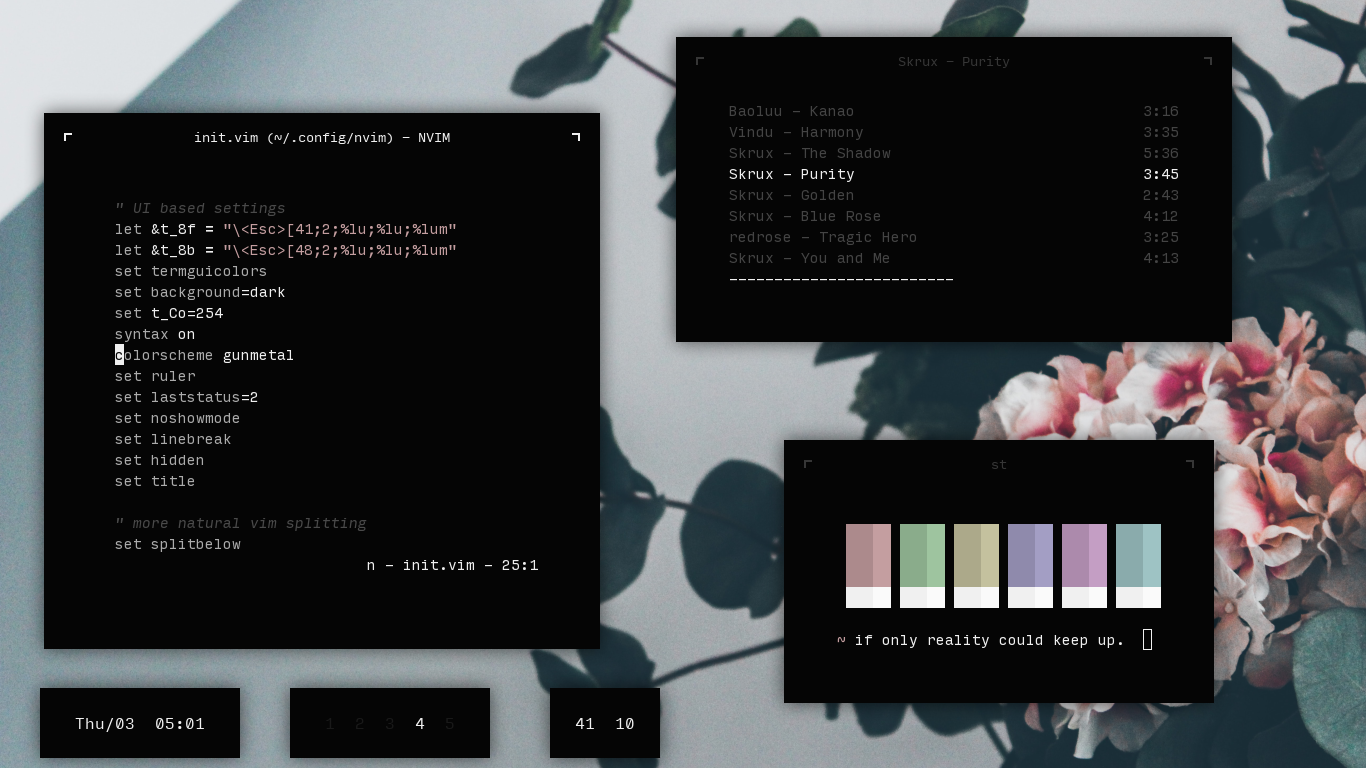 init.vim (~/.config/nvim) - NVIM
" UI based settings
let &t_8f = "\<Esc>[41;2;%lu;%lu;%lum"
let &t_8b = "\<Esc>[48;2;%lu;%lu;%lum"
set termguicolors
set background=dark
set t_Co=254
syntax on
colorscheme gunmetal
set ruler
set laststatus=2
set noshowmode
set linebreak
set hidden
set title
" more natural vim splitting
set splitbelow
n - init.vim - 25:1
Skrux - Purity
Baoluu - Kanao 3:16
Vindu - Harmony 3:35
Skrux - The Shadow 5:36
Skrux - Purity 3:45
Skrux - Golden 2:43
Skrux - Blue Rose 4:12
redrose - Tragic Hero 3:25
Skrux - You and Me 4:13
-------------------------
st
~ if only reality could keep up.
Thu/03 05:01
1 2 3 4 5
41 10